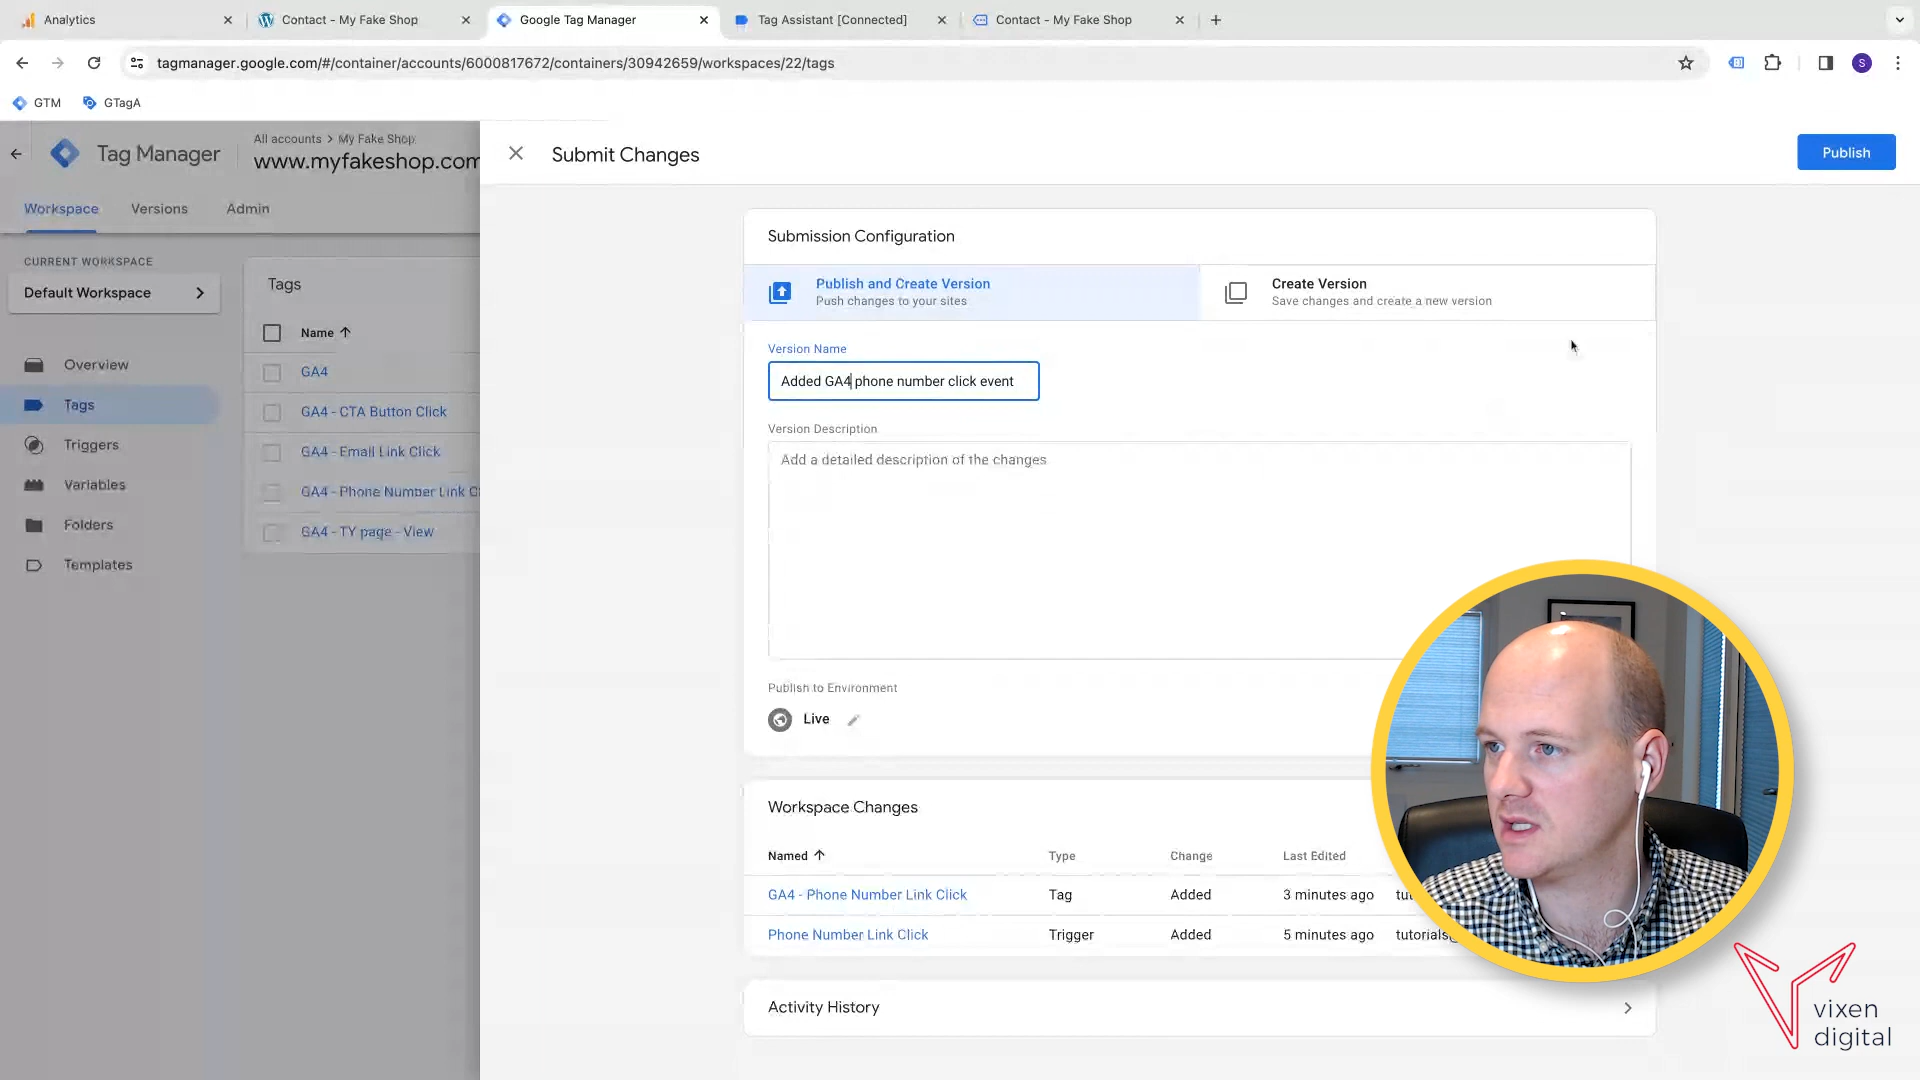 Analytics
Contact - My Fake Shop
Google Tag Manager
Tag Assistant [Connected]
Contact - My Fake Shop
tagmanager.google.com/#/container/accounts/6000817672/containers/30942659/workspaces/22/tags
S
GTM
GTagA
Tag Manager
All accounts > My Fake Shop
www.myfakeshop.com
Submit Changes
Publish
Workspace
Versions
Admin
CURRENT WORKSPACE
Default Workspace
Overview
Tags
Triggers
Variables
Folders
Templates
Tags
Name
GA4
GA4 - CTA Button Click
GA4 - Email Link Click
GA4 - Phone Number Link C
GA4 - TY page - View
Submission Configuration
Publish and Create Version
Push changes to your sites
Create Version
Save changes and create a new version
Version Name
Added GA4 phone number click event
Version Description
Add a detailed description of the changes
Publish to Environment
Live
Workspace Changes
Named
Type
Change
Last Edited
GA4 - Phone Number Link Click
Tag
Added
3 minutes ago
tu
Phone Number Link Click
Trigger
Added
5 minutes ago
tutorials@
Activity History
vixen
digital